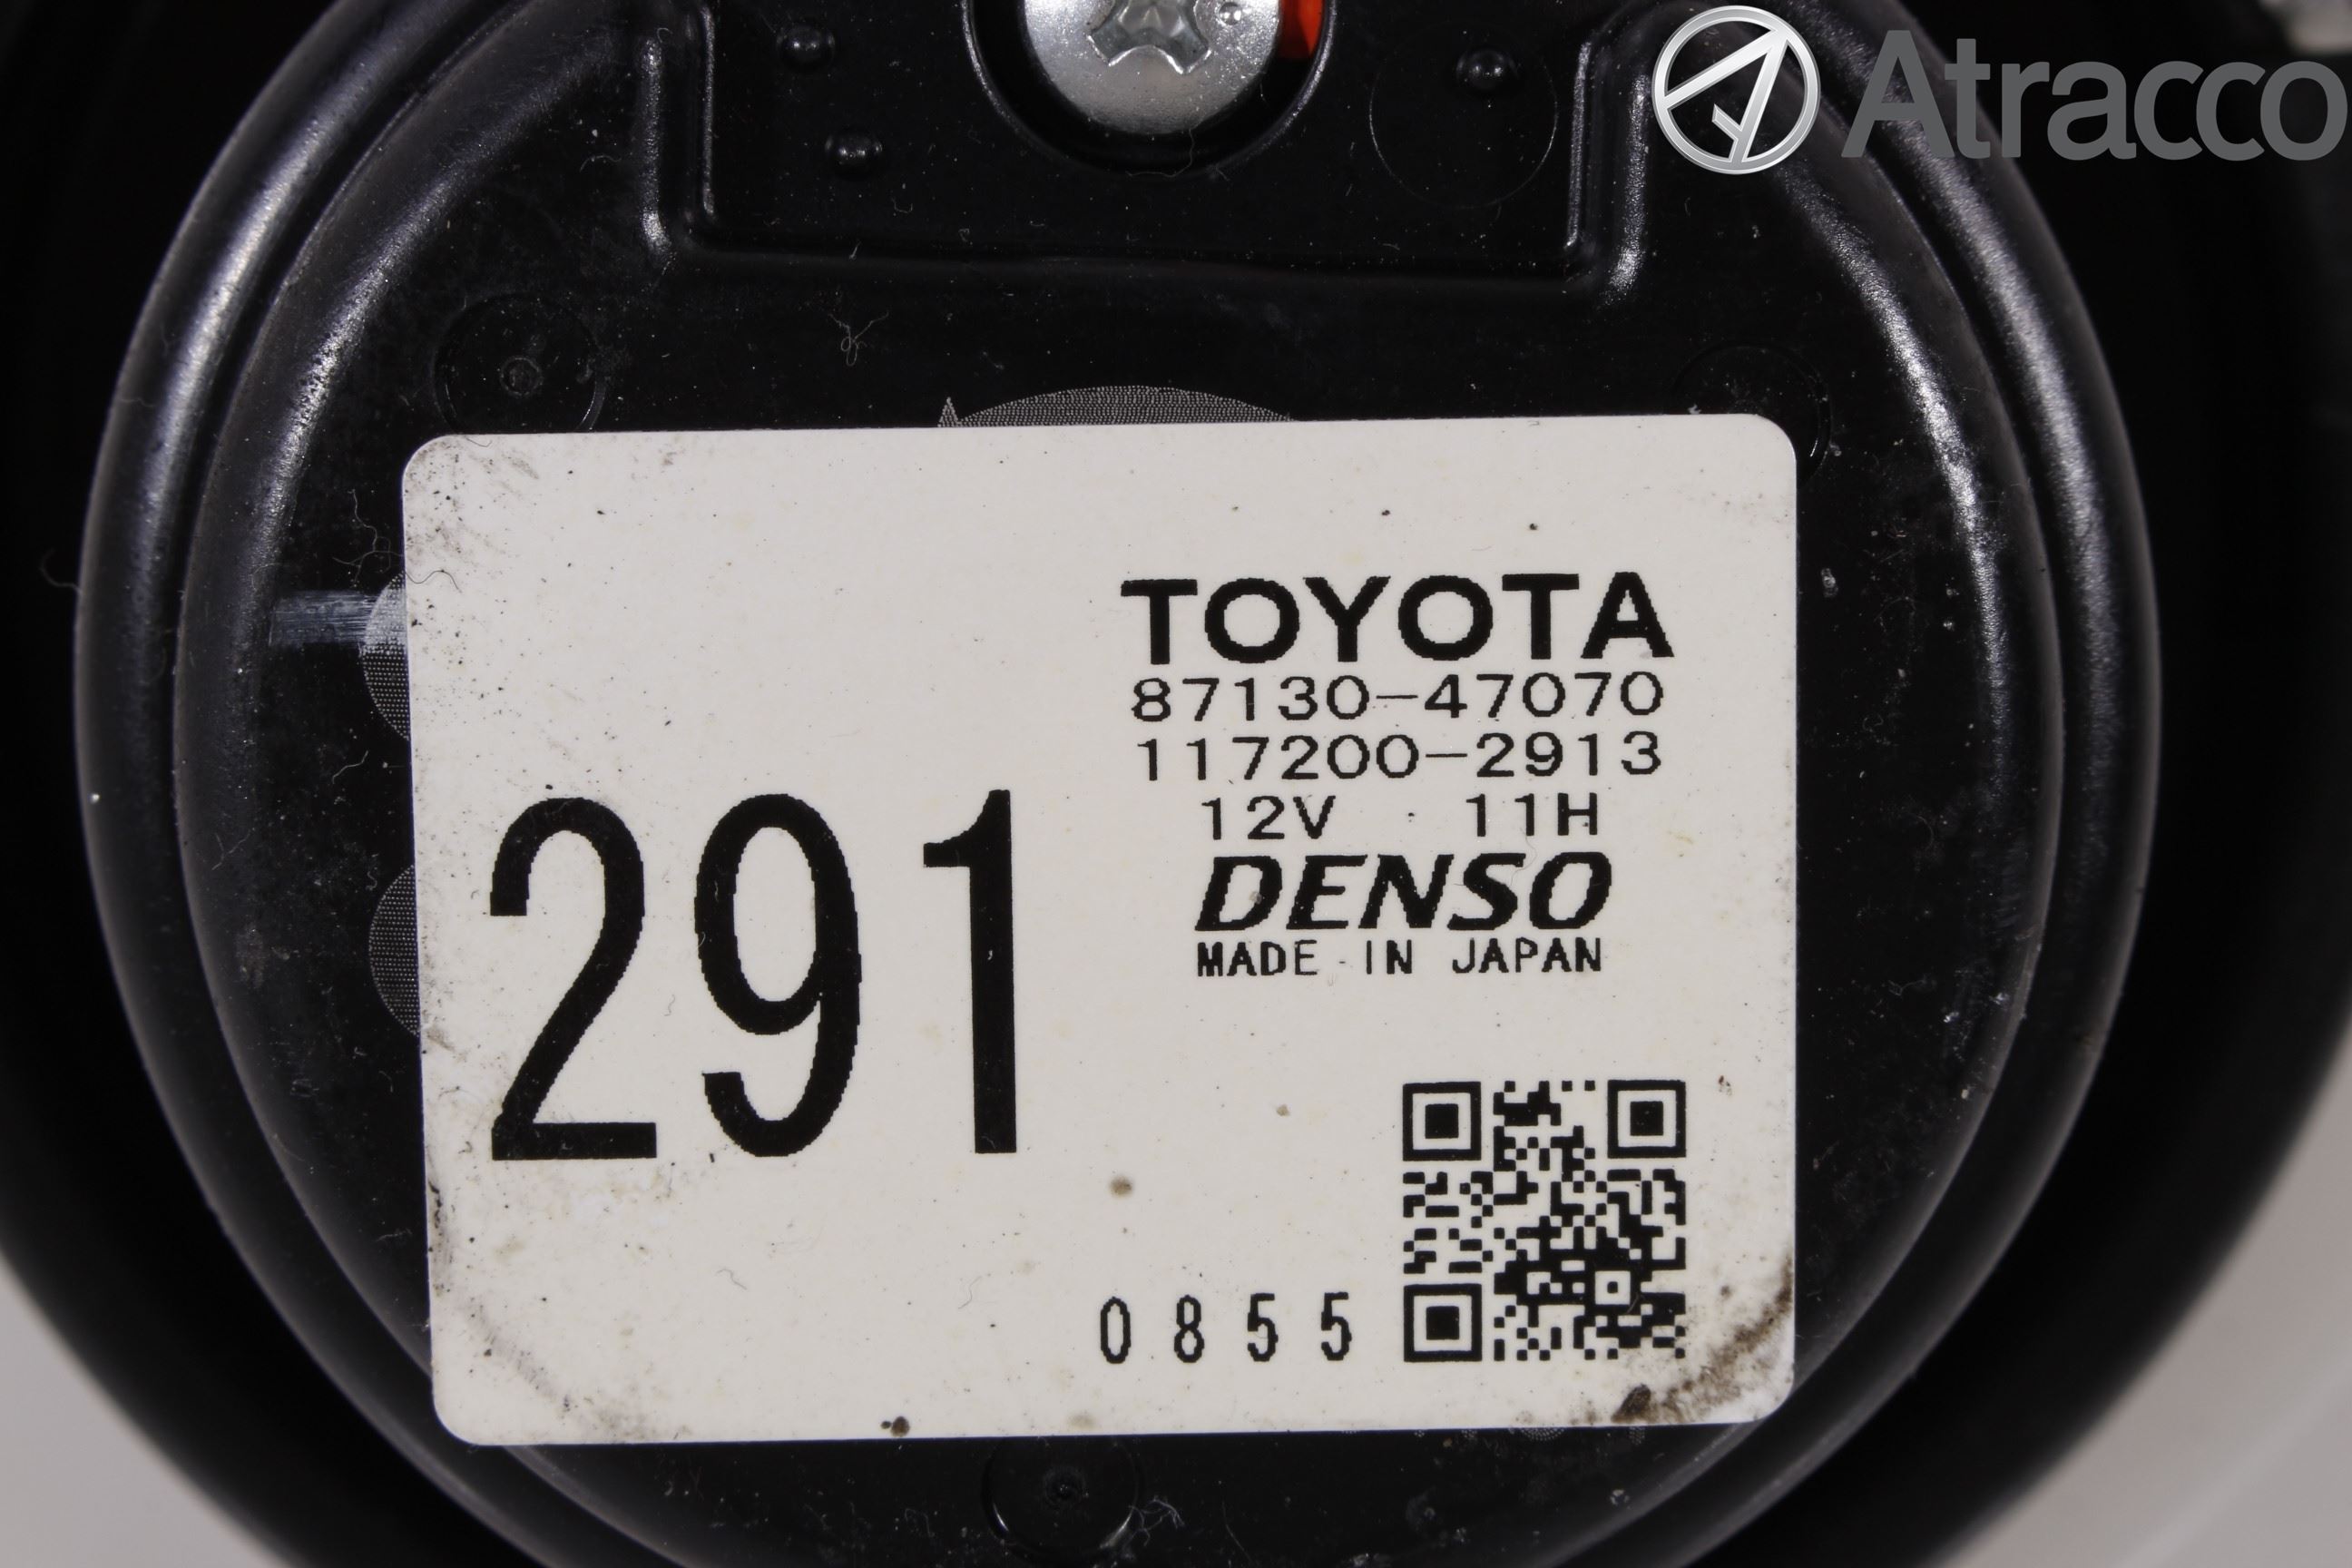 Atracco
TOYOTA
87130-47070
117200-2913
12V 11H
DENSO
MADE IN JAPAN
291
0855